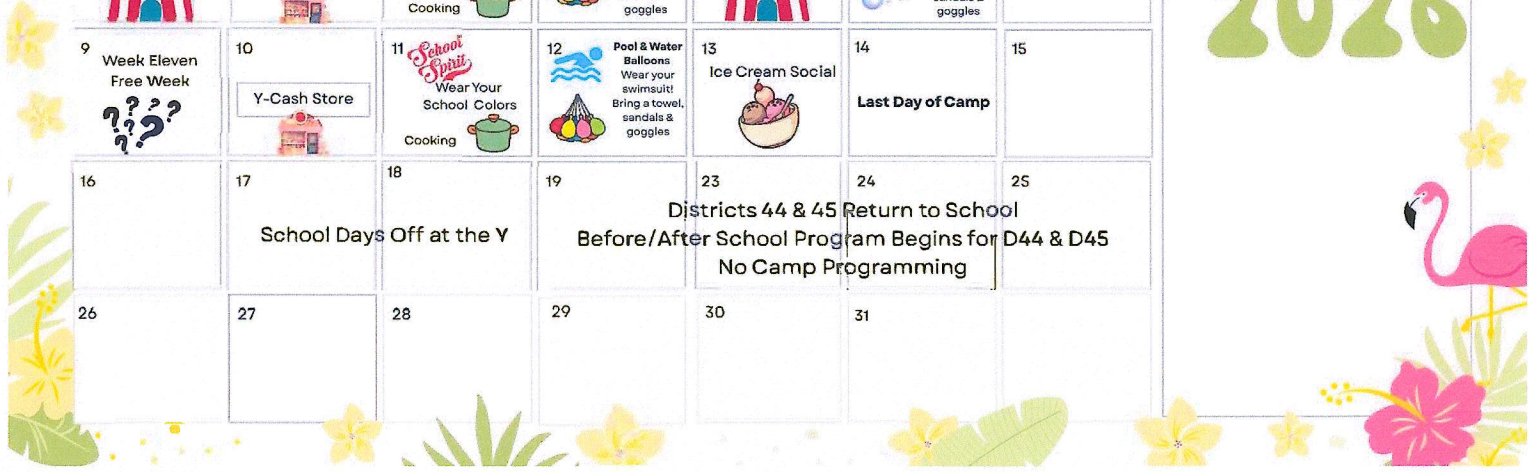 Cooking
goggles
sandals &
goggles
2026
9
Week Eleven
Free Week
10
Y-Cash Store
11
School
Spirit
Wear Your
School Colors
Cooking
12
Pool & Water
Balloons
Wear your
swimsuit!
Bring a towel,
sandals &
goggles
13
Ice Cream Social
14
Last Day of Camp
15
16
17
18
School Days Off at the Y
19
23
24
25
Districts 44 & 45 Return to School
Before/After School Program Begins for D44 & D45
No Camp Programming
26
27
28
29
30
31